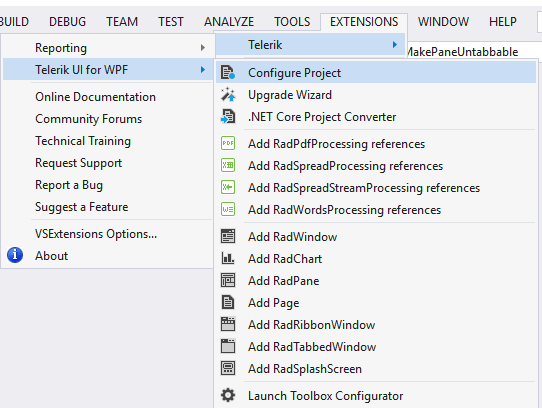 BUILD DEBUG TEAM TEST ANALYZE TOOLS EXTENSIONS WINDOW HELP
Telerik
MakePaneUntabbable
Reporting
Telerik UI for WPF
Online Documentation
Community Forums
Technical Training
Request Support
Report a Bug
Suggest a Feature
VSExtensions Options...
About
Configure Project
Upgrade Wizard
.NET Core Project Converter
Add RadPdfProcessing references
Add RadSpreadProcessing references
Add RadSpreadStreamProcessing references
Add RadWordsProcessing references
Add RadWindow
Add RadChart
Add RadPane
Add Page
Add RadRibbonWindow
Add RadTabbedWindow
Add RadSplashScreen
Launch Toolbox Configurator